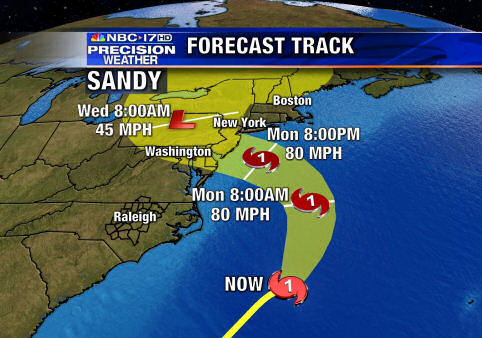 NBC-17 HD
PRECISION
WEATHER
FORECAST TRACK
SANDY
Wed 8:00AM
45 MPH
L
Boston
New York
Mon 8:00PM
80 MPH
Washington
1
Mon 8:00AM
80 MPH
1
Raleigh
NOW
1